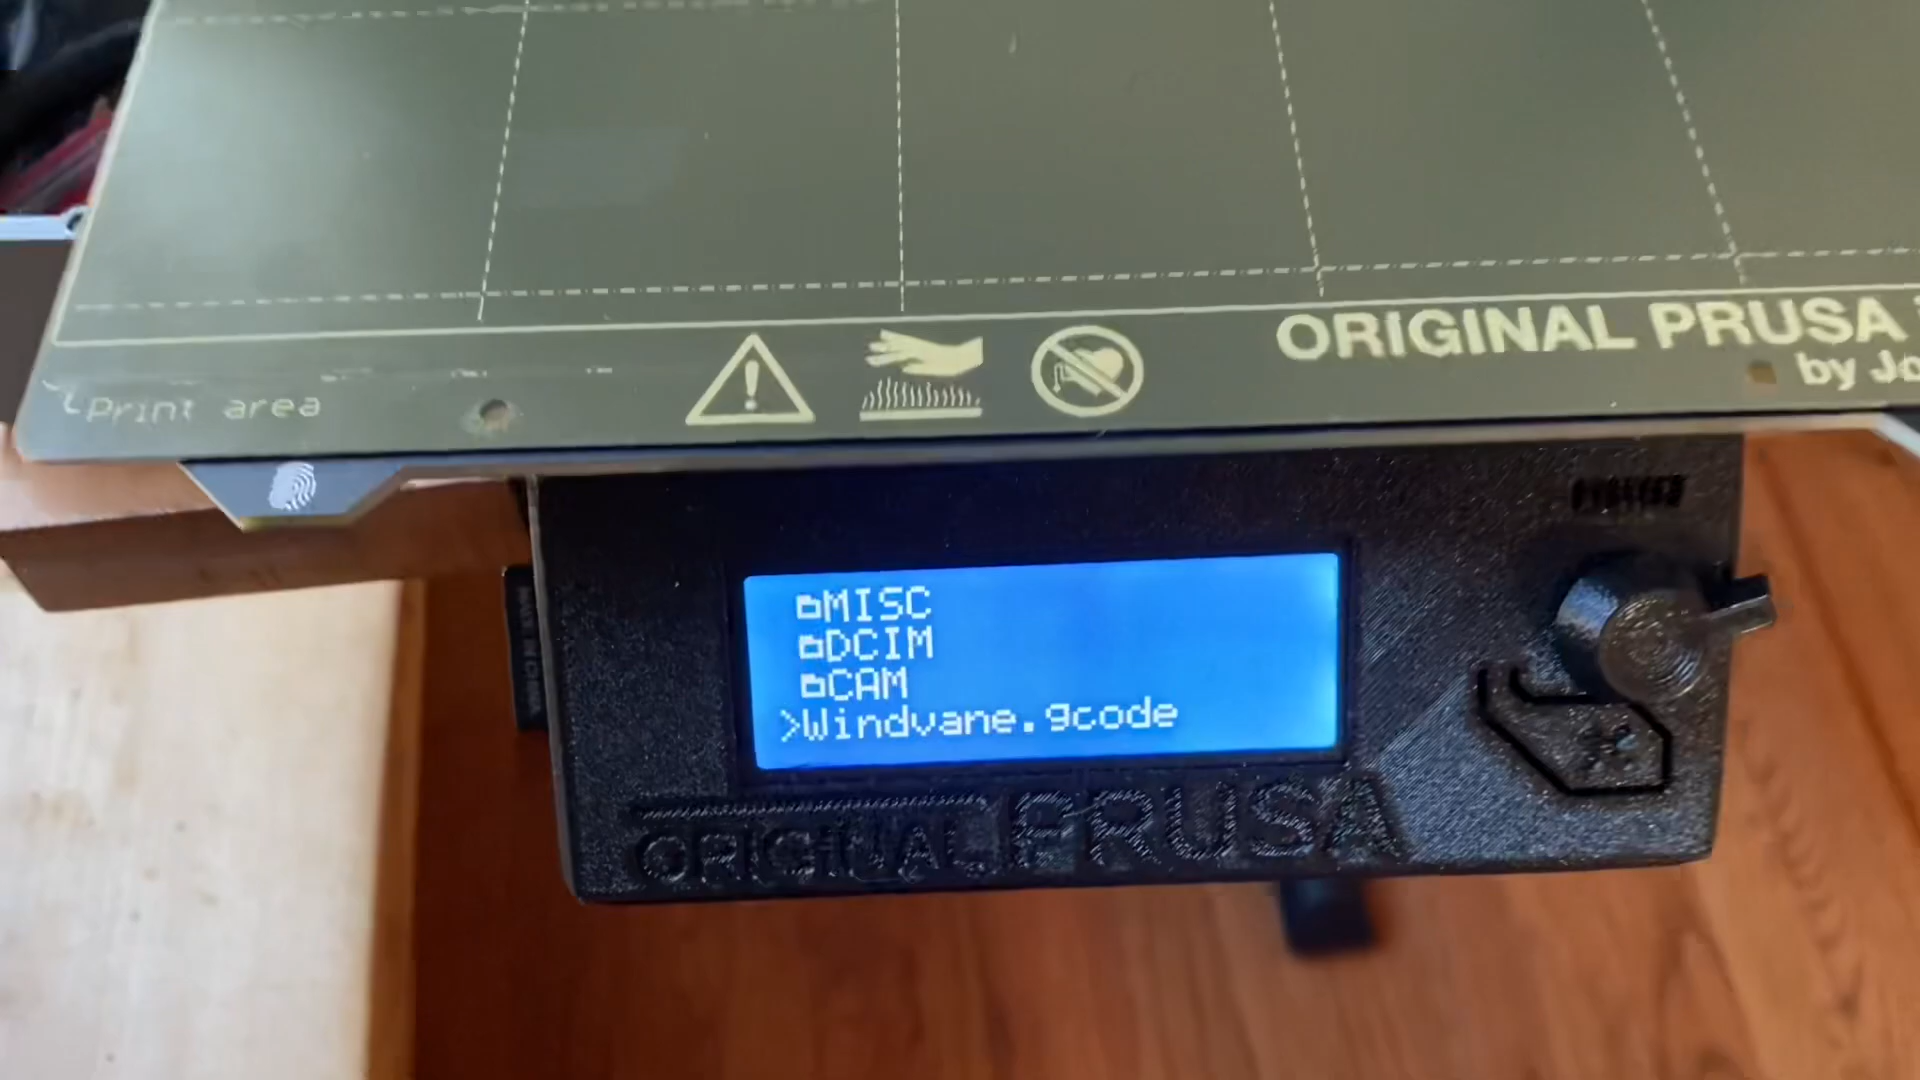 ORIGINAL PRUSA
by Jo
Print area
MISC
DCIM
CAM
>Windvane.gcode
ORIGINAL PRUSA